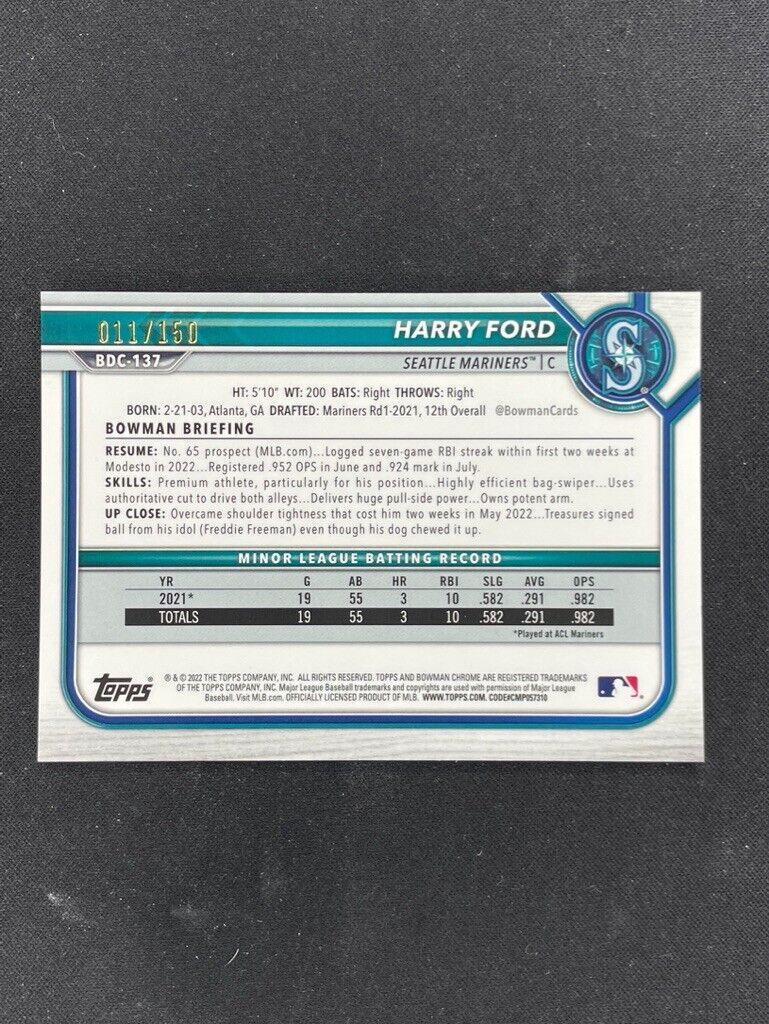 011/150
HARRY FORD
BDC-137
SEATTLE MARINERS™ | C
S
HT: 5'10" WT: 200 BATS: Right THROWS: Right
BORN: 2-21-03, Atlanta, GA DRAFTED: Mariners Rd1-2021, 12th Overall @BowmanCards
BOWMAN BRIEFING
RESUME: No. 65 prospect (MLB.com)...Logged seven-game RBI streak within first two weeks at
Modesto in 2022...Registered .952 OPS in June and .924 mark in July.
SKILLS: Premium athlete, particularly for his position...Highly efficient bag-swiper...Uses
authoritative cut to drive both alleys...Delivers huge pull-side power...Owns potent arm.
UP CLOSE: Overcame shoulder tightness that cost him two weeks in May 2022...Treasures signed
ball from his idol (Freddie Freeman) even though his dog chewed it up.
MINOR LEAGUE BATTING RECORD
YR G AB HR RBI SLG AVG OPS
2021* 19 55 3 10 .582 .291 .982
TOTALS 19 55 3 10 .582 .291 .982
*Played at ACL Mariners
Topps®
® & © 2022 THE TOPPS COMPANY, INC. ALL RIGHTS RESERVED. TOPPS AND BOWMAN CHROME ARE REGISTERED TRADEMARKS
OF THE TOPPS COMPANY, INC. Major League Baseball trademarks and copyrights are used with permission of Major League
Baseball. Visit MLB.com. OFFICIALLY LICENSED PRODUCT OF MLB. WWW.TOPPS.COM. CODE#CMP057310